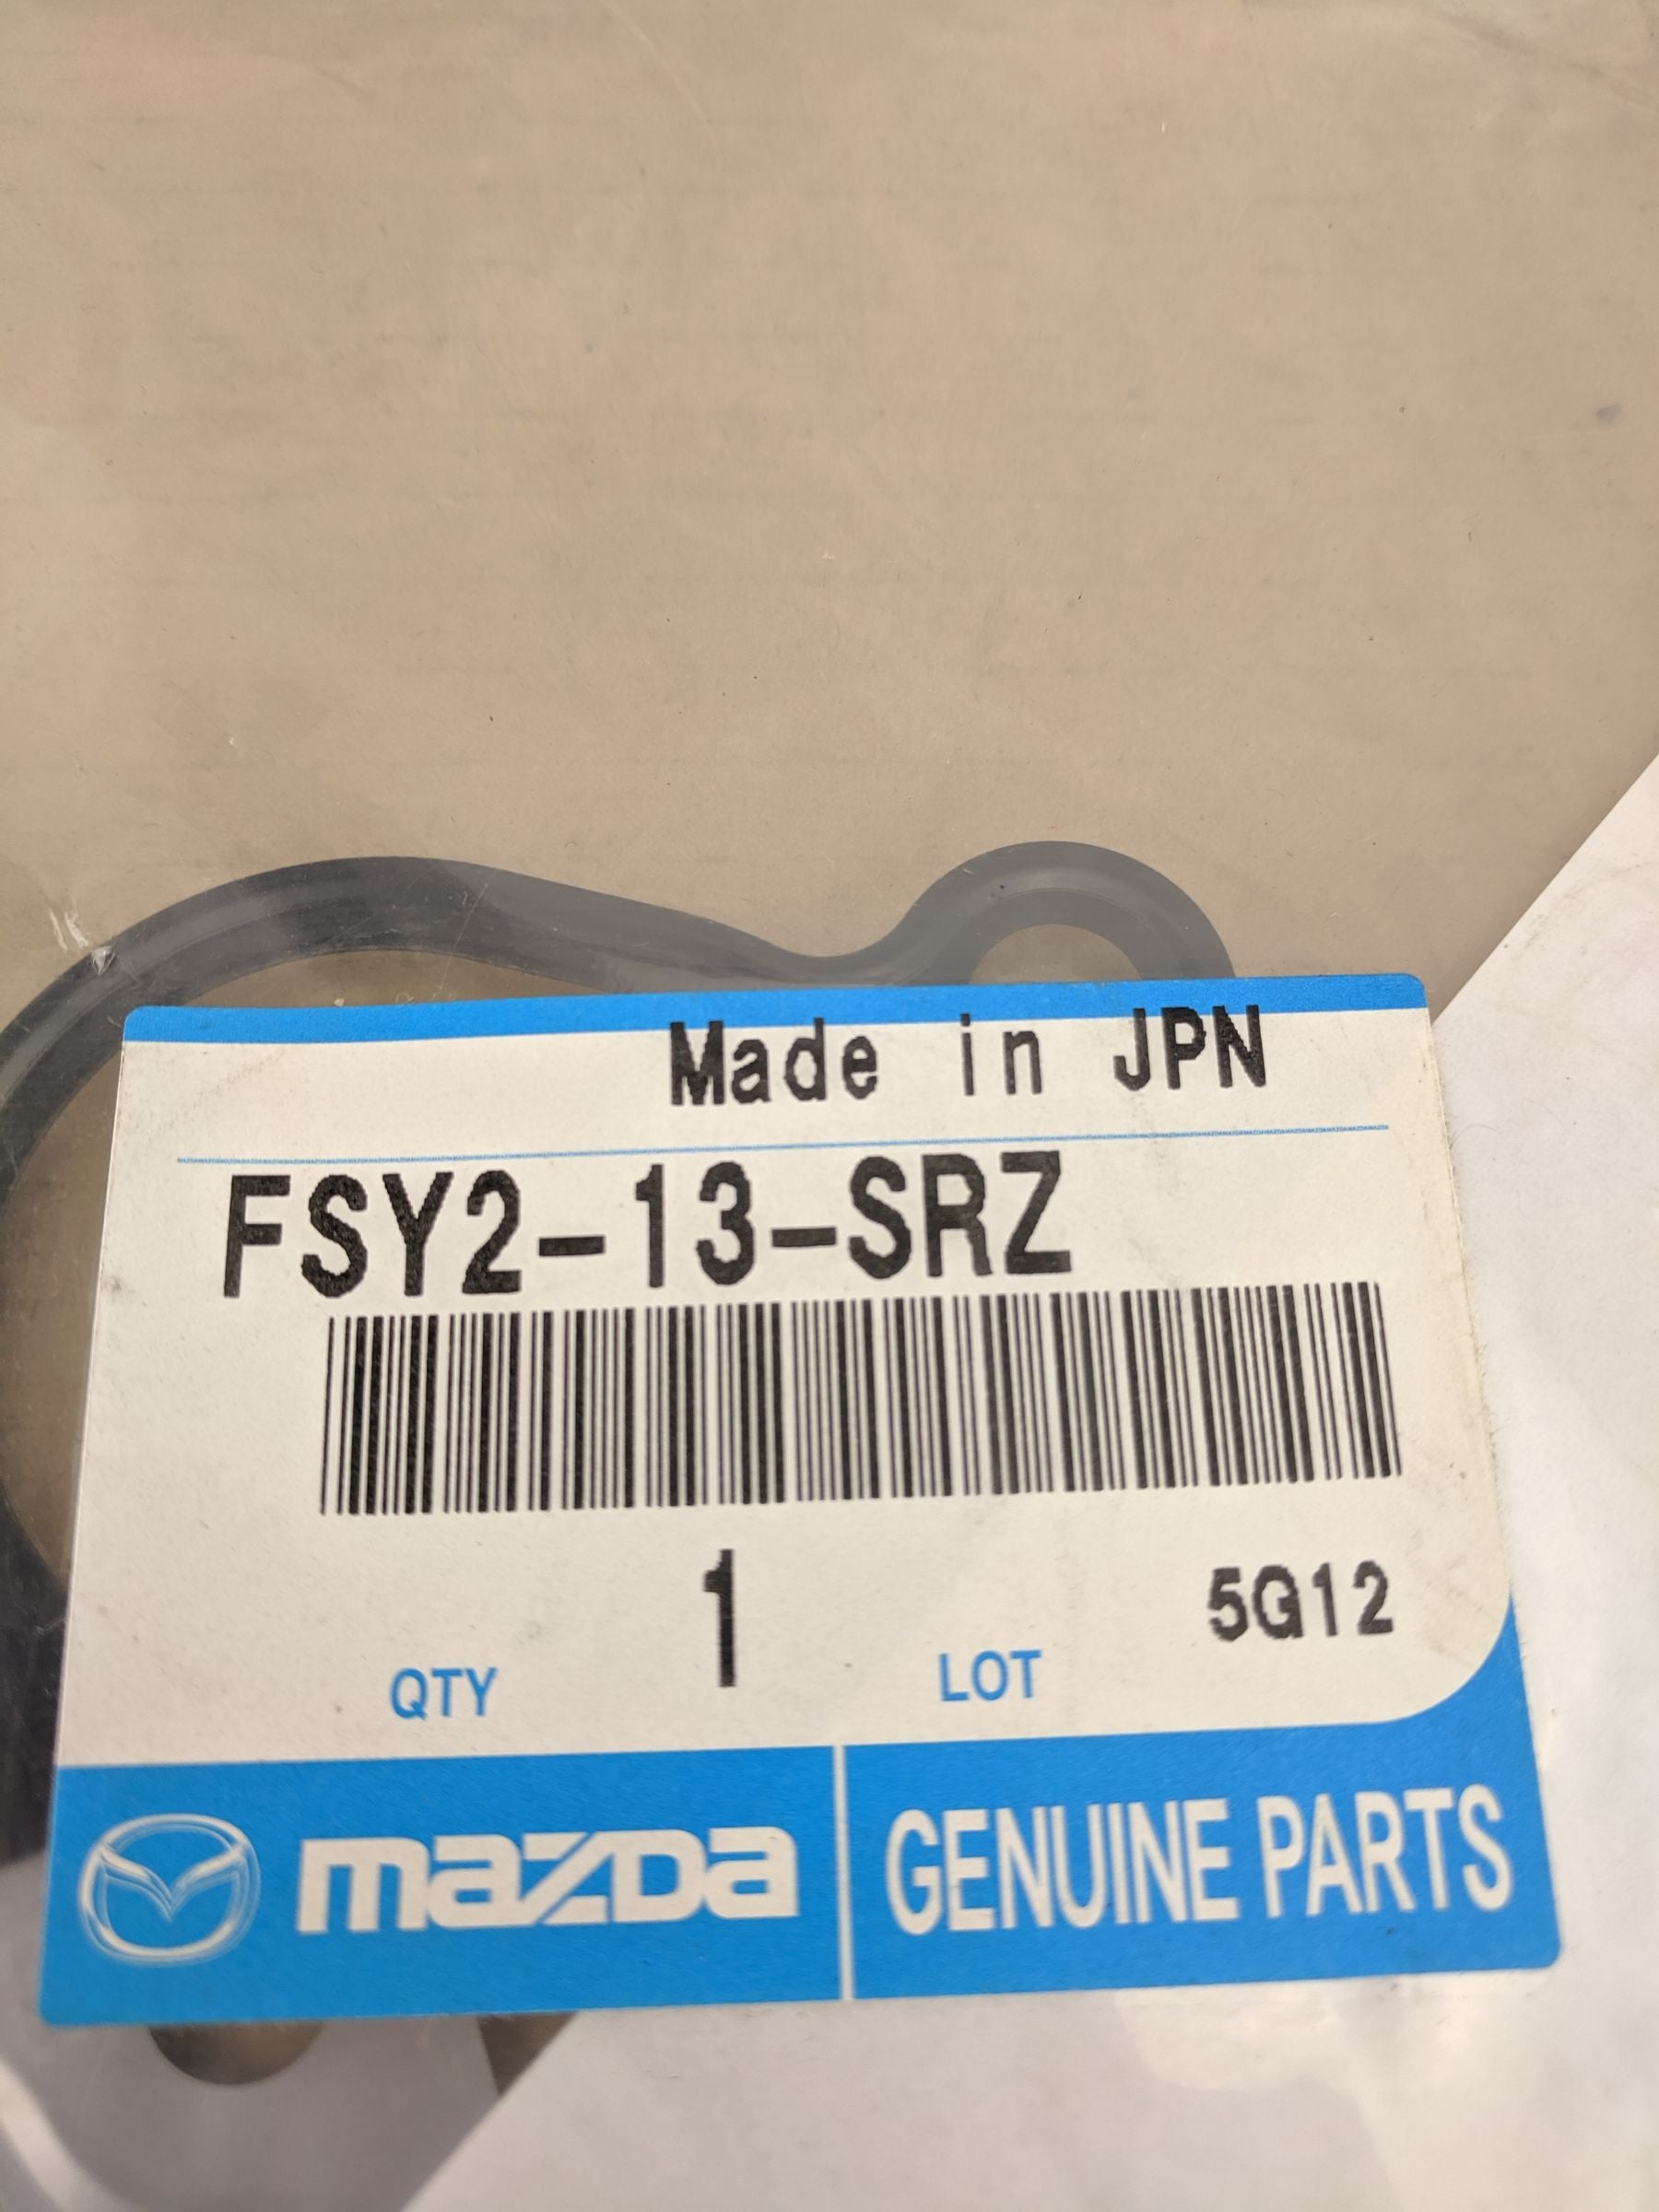 Made in JPN
FSY2-13-SRZ
1
5G12
QTY
LOT
mazda
GENUINE PARTS